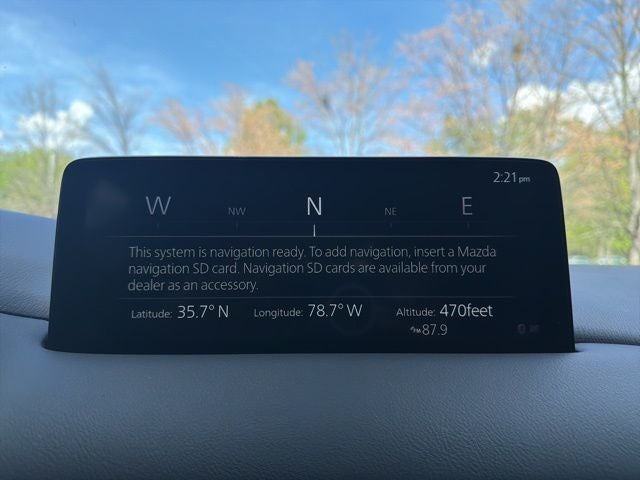 2:21 pm
W NW N NE E
This system is navigation ready. To add navigation, insert a Mazda
navigation SD card. Navigation SD cards are available from your
dealer as an accessory.
Latitude: 35.7° N Longitude: 78.7° W Altitude: 470feet
FM 87.9